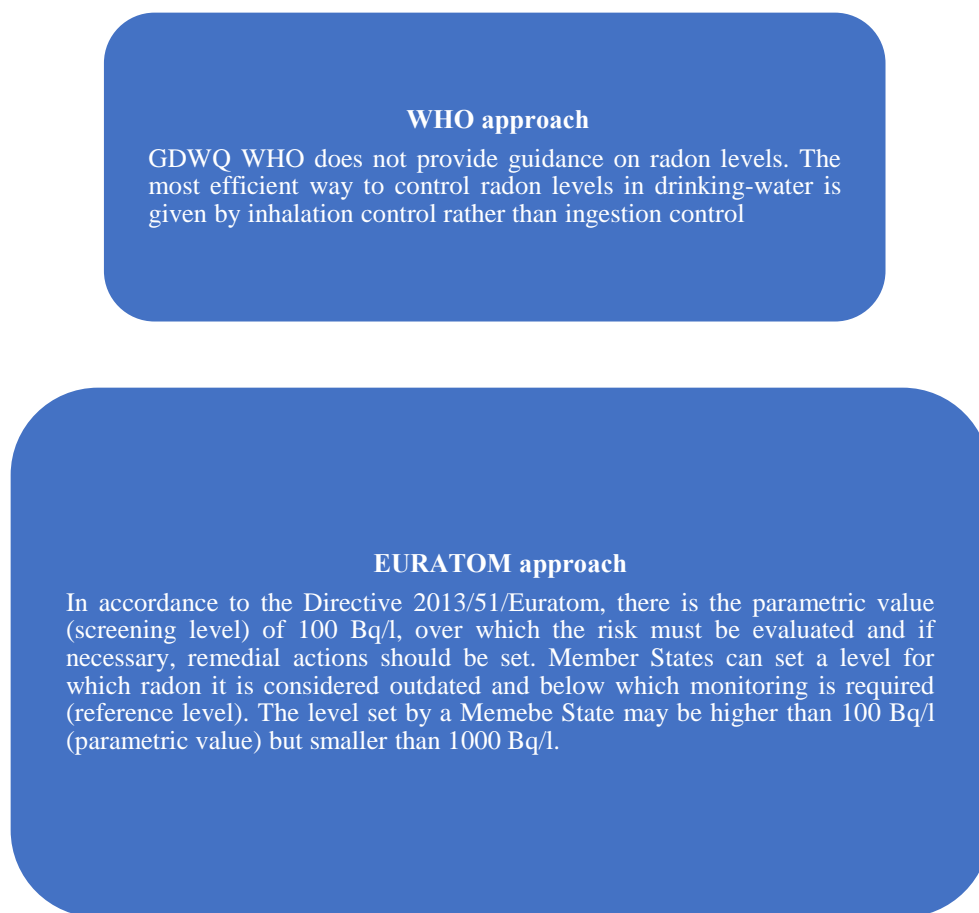 WHO approach
GDWQ WHO does not provide guidance on radon levels. The
most efficient way to control radon levels in drinking-water is
given by inhalation control rather than ingestion control
EURATOM approach
In accordance to the Directive 2013/51/Euratom, there is the parametric value
(screening level) of 100 Bq/l, over which the risk must be evaluated and if
necessary, remedial actions should be set. Member States can set a level for
which radon it is considered outdated and below which monitoring is required
(reference level). The level set by a Memebe State may be higher than 100 Bq/l
(parametric value) but smaller than 1000 Bq/l.